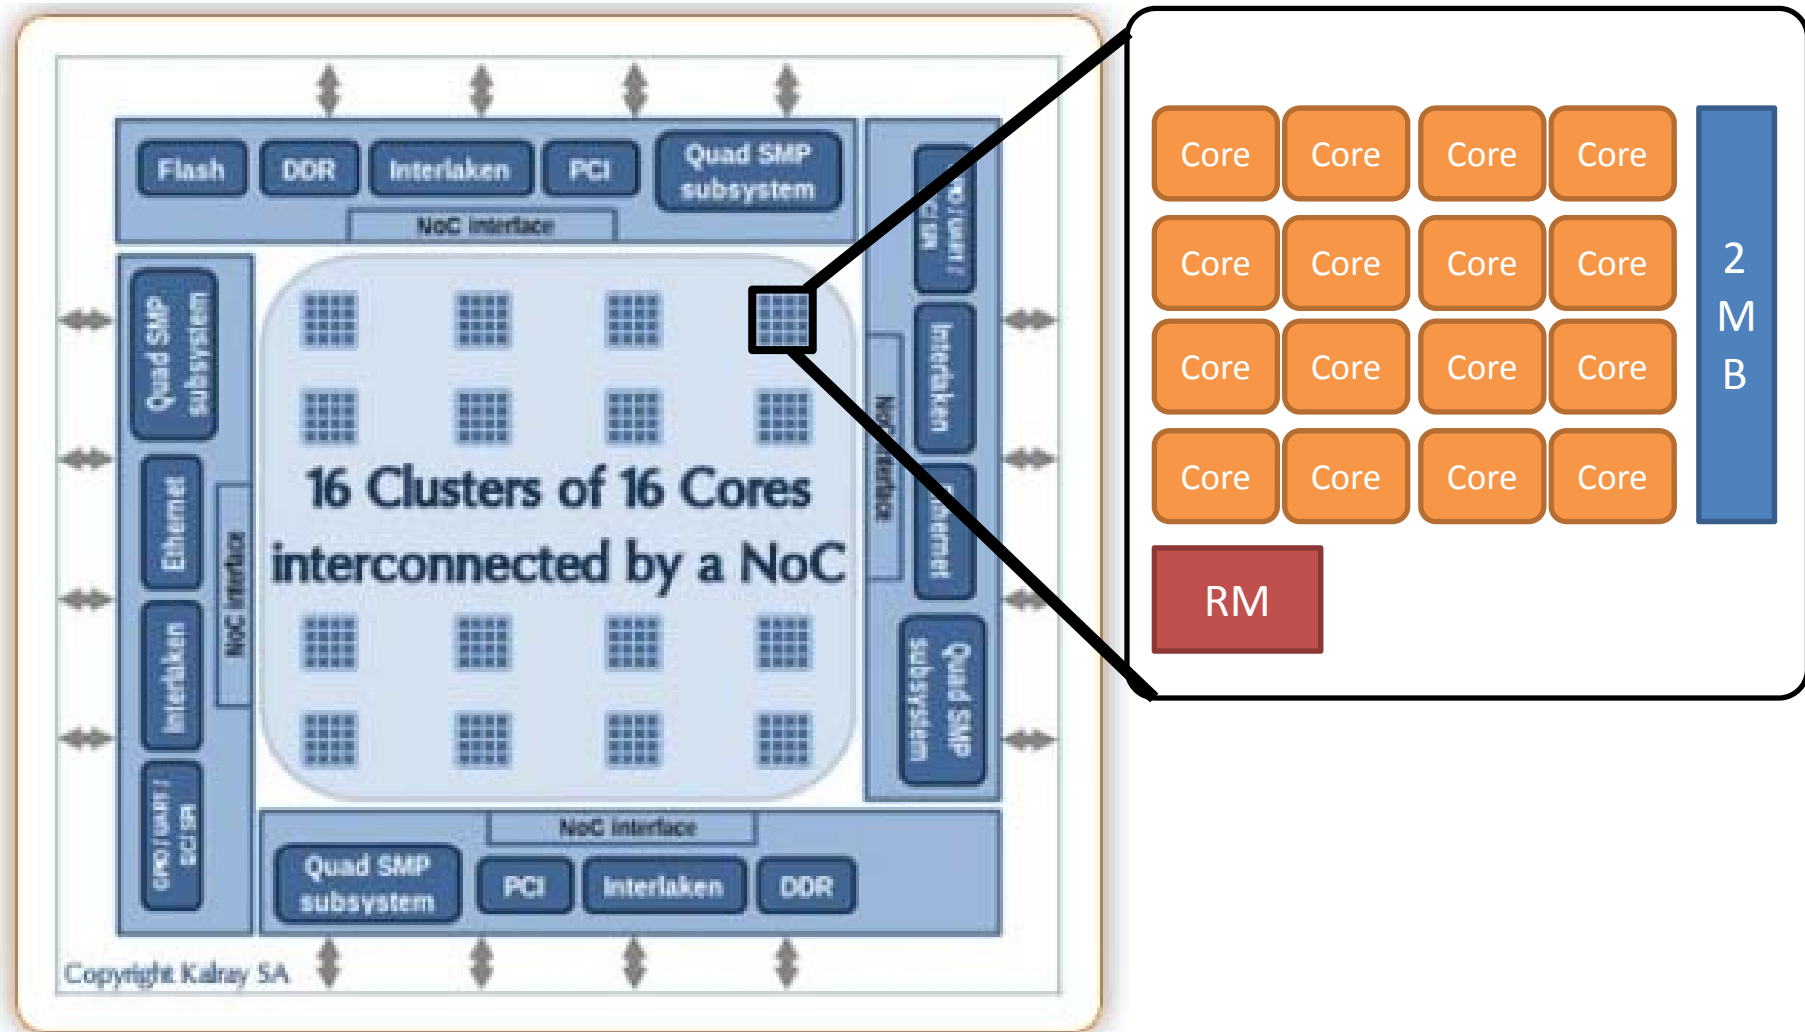 Flash DDR Interlaken PCI Quad SMP
subsystem
NoC interface
Quad SMP
subsystem
Ethernet
Interlaken
GPIO / UART /
NoC interface
16 Clusters of 16 Cores
interconnected by a NoC
Interlaken
Quad SMP
subsystem
NoC interface
Quad SMP
subsystem
PCI Interlaken DDR
Copyright Kalray SA
Core Core Core Core
Core Core Core Core
Core Core Core Core
Core Core Core Core
2
M
B
RM